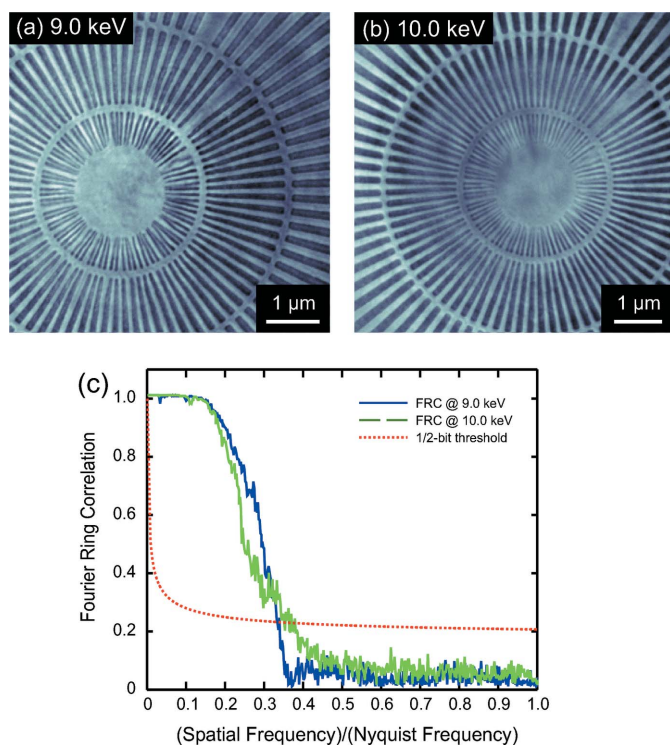 (a) 9.0 keV
(b) 10.0 keV
1 µm
1 µm
(c)
1.0
0.8
0.6
0.4
0.2
0
Fourier Ring Correlation
FRC @ 9.0 keV
FRC @ 10.0 keV
1/2-bit threshold
0 0.1 0.2 0.3 0.4 0.5 0.6 0.7 0.8 0.9 1.0
(Spatial Frequency)/(Nyquist Frequency)